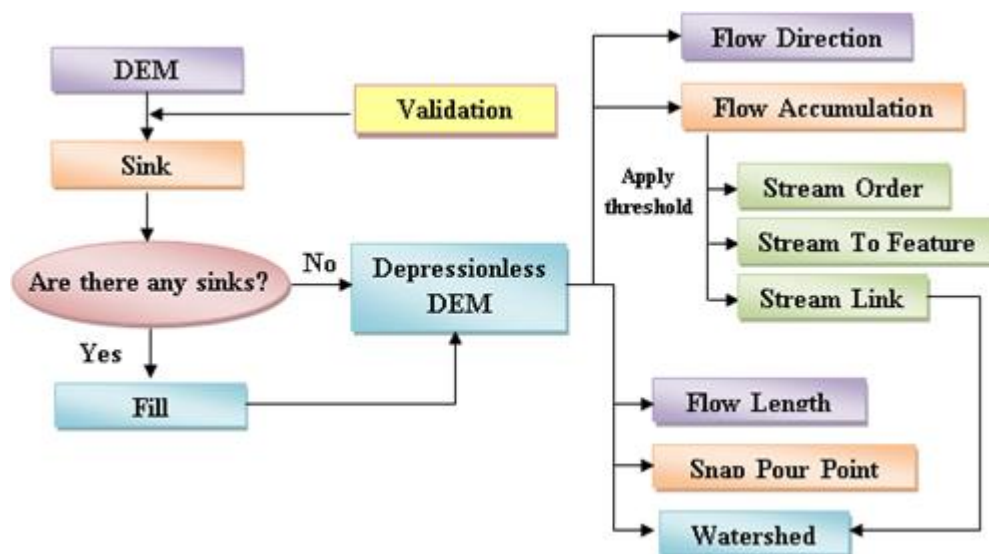 DEM
Validation
Sink
Are there any sinks?
No
Yes
Fill
Depressionless
DEM
Flow Direction
Flow Accumulation
Apply
threshold
Stream Order
Stream To Feature
Stream Link
Flow Length
Snap Pour Point
Watershed